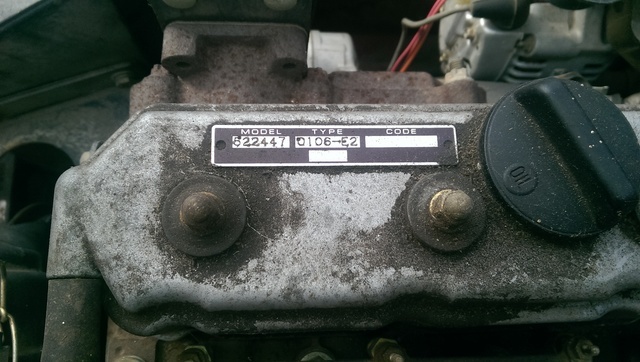 MODEL TYPE CODE
522447 0106-E2
OIL